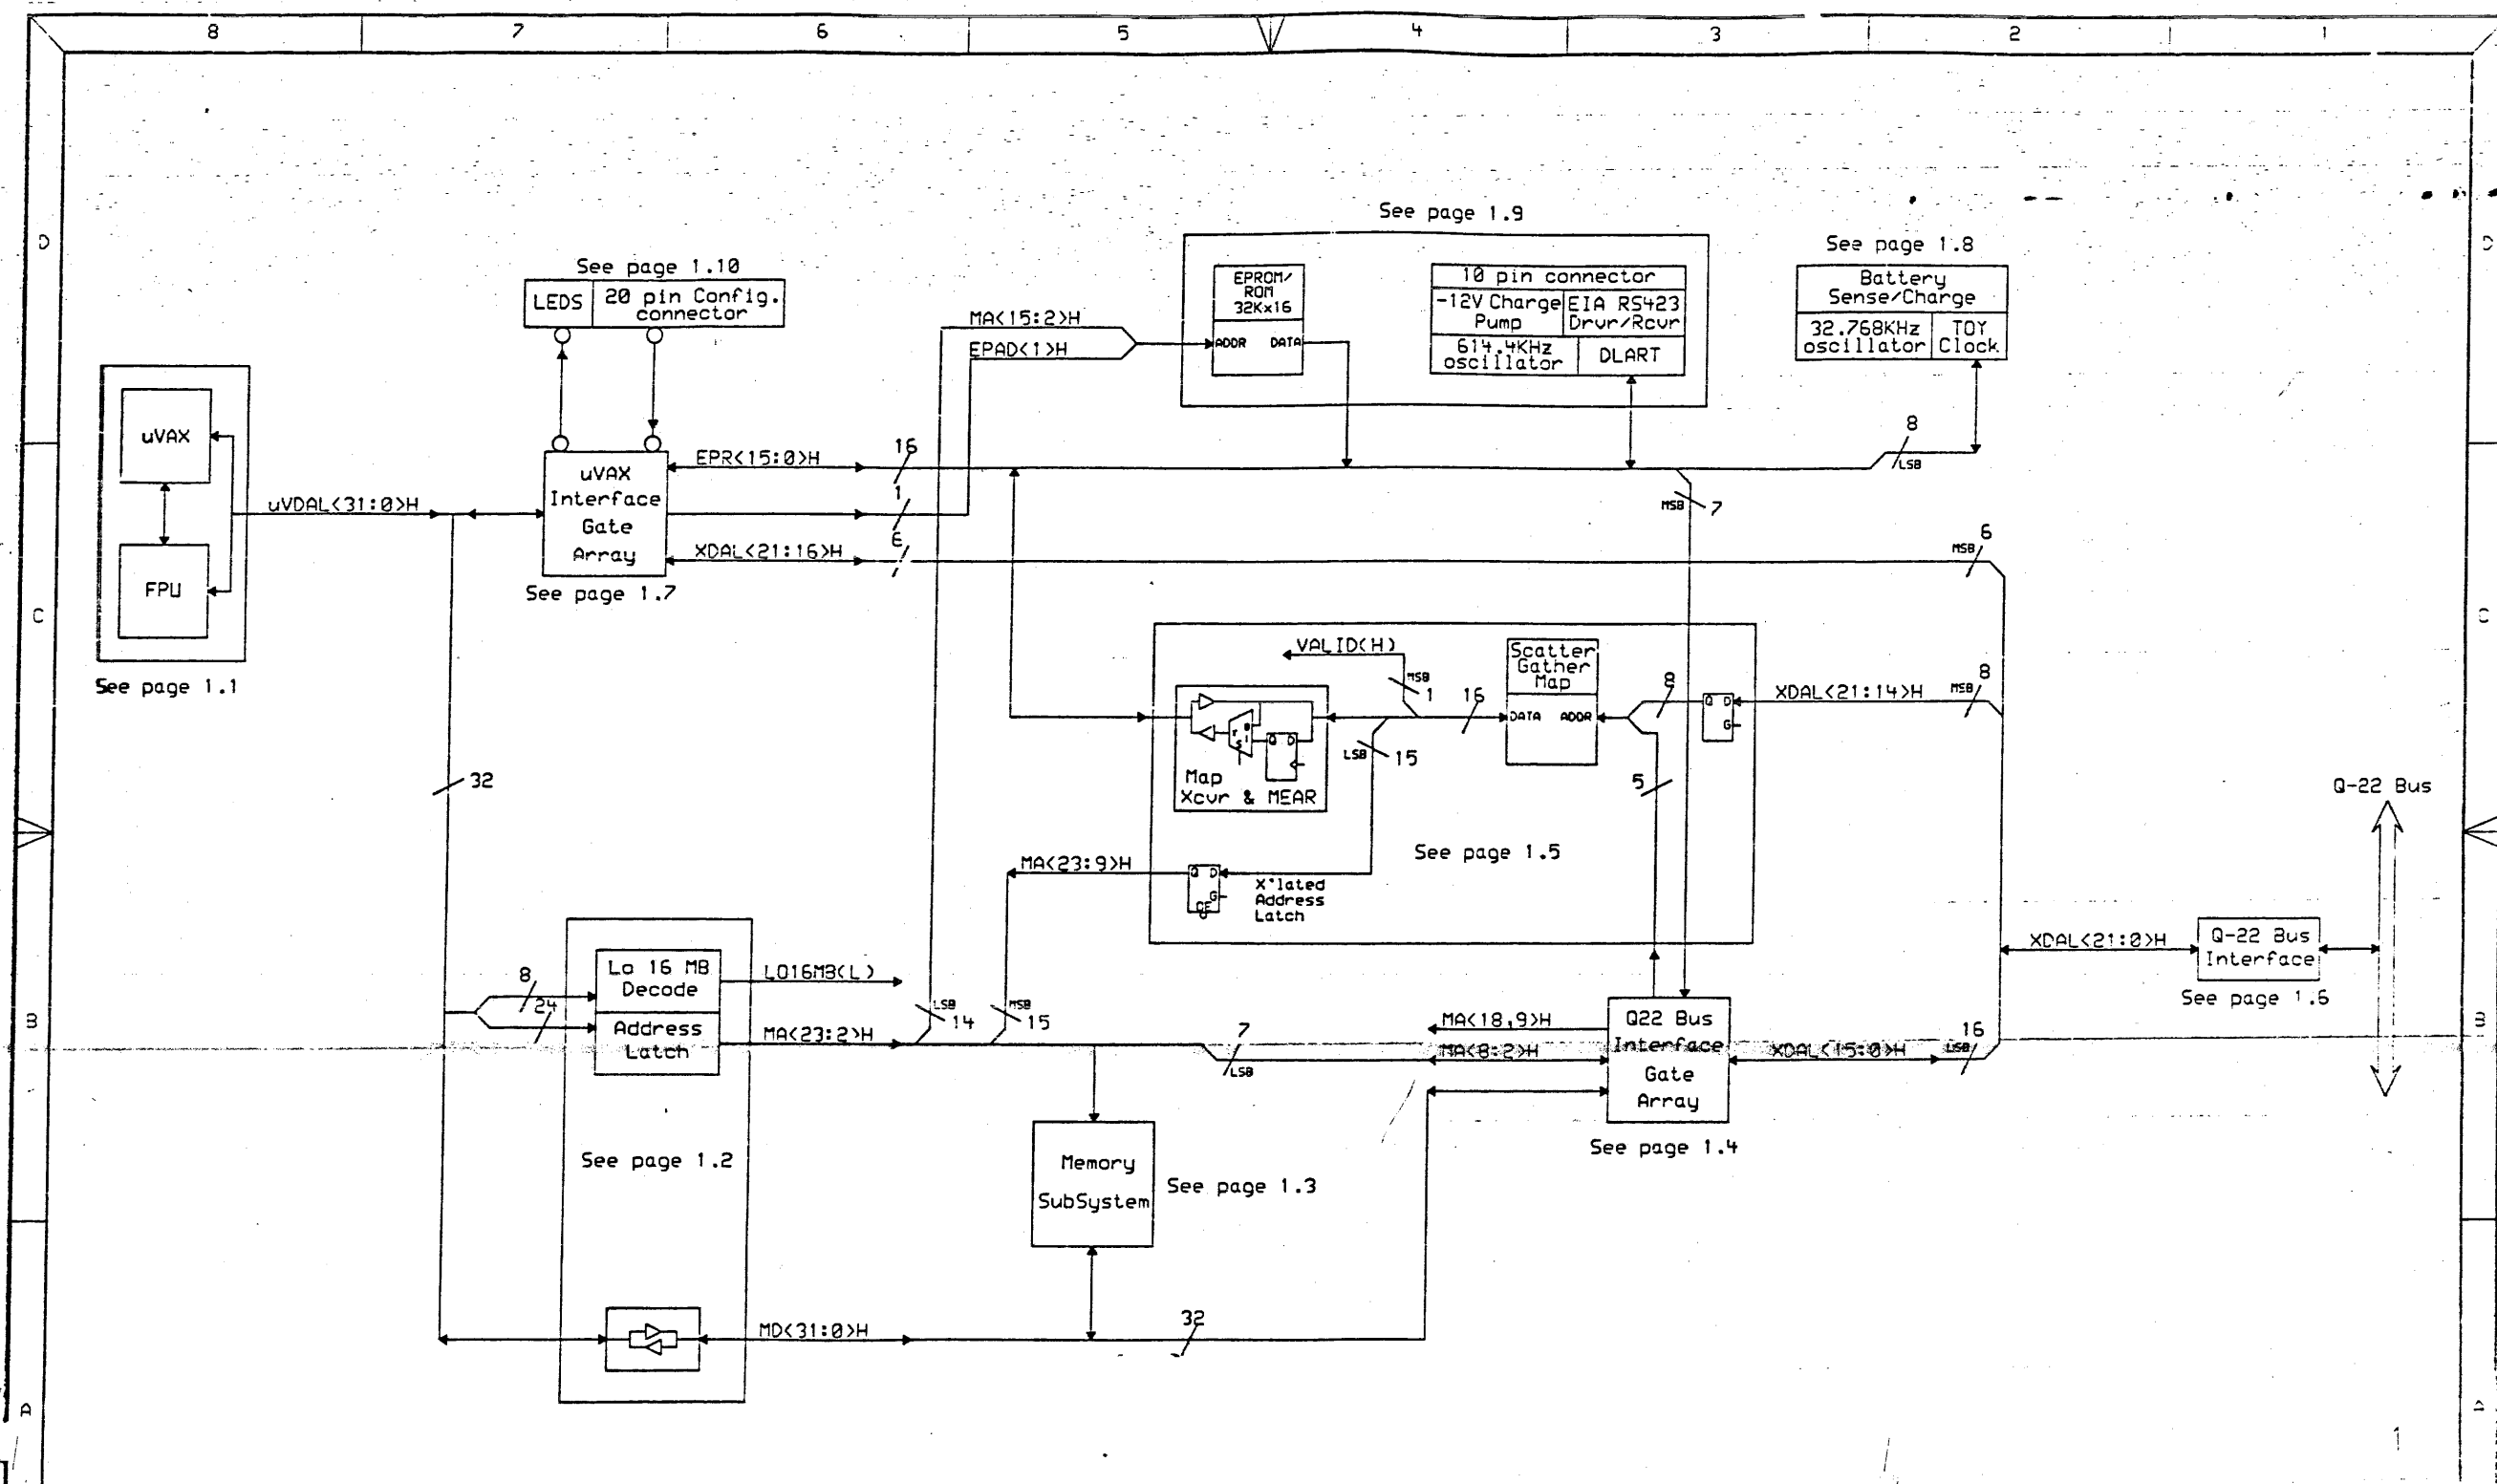 8 7 6 5 4 3 2 1
D
See page 1.9
See page 1.8
See page 1.10
LEDS
20 pin Config.
connector
EPROM/
ROM
32Kx16
ADDR DATA
10 pin connector
-12V Charge
Pump
EIA RS423
Drvr/Rcvr
614.4KHz
oscillator
DLART
Battery
Sense/Charge
32.768KHz
oscillator
TOY
Clock
MA<15:2>H
EPAD<1>H
uVAX
FPU
See page 1.1
uVDAL<31:0>H
uVAX
Interface
Gate
Array
See page 1.7
EPR<15:0>H
16
1
XDAL<21:16>H
6
8
LSB
MSB 7
6
MSB
C
C
VALID(H)
MSB
1
16
Scatter
Gather
Map
DATA ADDR
8
Q D
G
XDAL<21:14>H
MSB 8
LSB 15
0
1
S
Q D
Map
Xcvr & MEAR
5
32
Q-22 Bus
See page 1.5
MA<23:9>H
Q D
G
OE
X'lated
Address
Latch
8
24
Lo 16 MB
Decode
Address
Latch
LO16MB(L)
MA<23:2>H
LSB
14
MSB
15
7
LSB
MA<18,9>H
MA<8:2>H
Q22 Bus
Interface
Gate
Array
See page 1.4
XDAL<15:0>H
LSB
16
XDAL<21:0>H
Q-22 Bus
Interface
See page 1.6
B
B
See page 1.2
Memory
SubSystem
See page 1.3
MD<31:0>H
32
A